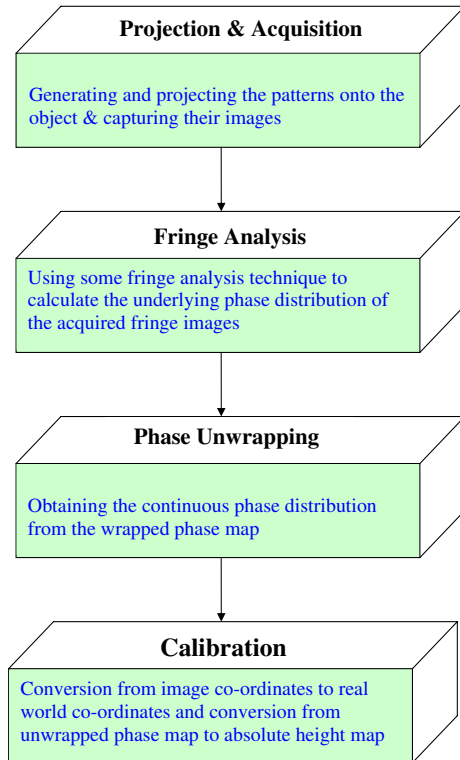 Projection & Acquisition
Generating and projecting the patterns onto the
object & capturing their images
Fringe Analysis
Using some fringe analysis technique to
calculate the underlying phase distribution of
the acquired fringe images
Phase Unwrapping
Obtaining the continuous phase distribution
from the wrapped phase map
Calibration
Conversion from image co-ordinates to real
world co-ordinates and conversion from
unwrapped phase map to absolute height map